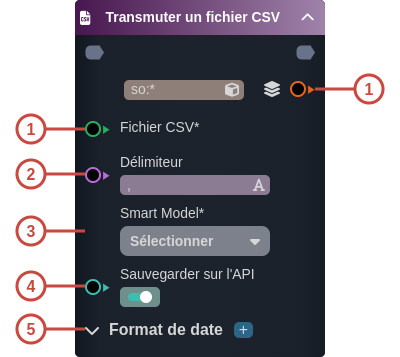 CSV Transmuter un fichier CSV
so:*
1
1 Fichier CSV*
Délimiteur
2
, A
Smart Model*
3 Sélectionner
Sauvegarder sur l'API
4
5 Format de date +